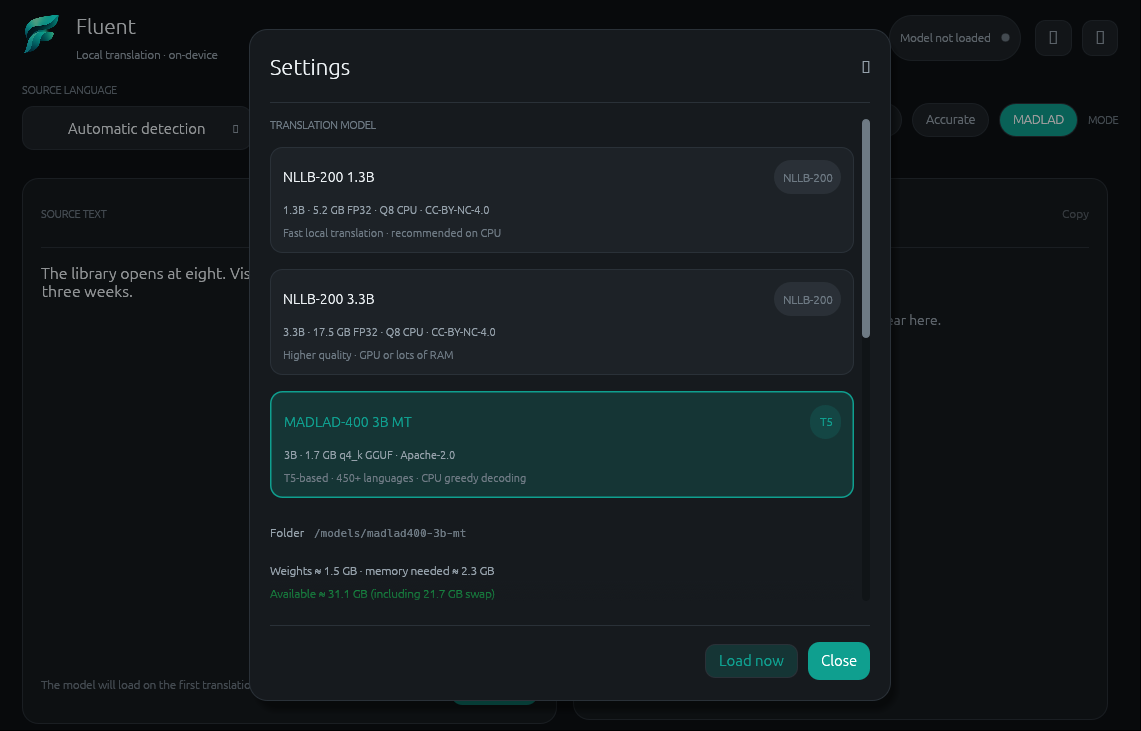 Fluent
Local translation · on-device
Model not loaded
SOURCE LANGUAGE
Automatic detection
Accurate
MADLAD
MODE
SOURCE TEXT
Copy
The library opens at eight. Vis
three weeks.
ear here.
The model will load on the first translatio
Settings
TRANSLATION MODEL
NLLB-200 1.3B
NLLB-200
1.3B · 5.2 GB FP32 · Q8 CPU · CC-BY-NC-4.0
Fast local translation · recommended on CPU
NLLB-200 3.3B
NLLB-200
3.3B · 17.5 GB FP32 · Q8 CPU · CC-BY-NC-4.0
Higher quality · GPU or lots of RAM
MADLAD-400 3B MT
T5
3B · 1.7 GB q4_k GGUF · Apache-2.0
T5-based · 450+ languages · CPU greedy decoding
Folder /models/madlad400-3b-mt
Weights ≈ 1.5 GB · memory needed ≈ 2.3 GB
Available ≈ 31.1 GB (including 21.7 GB swap)
Load now
Close